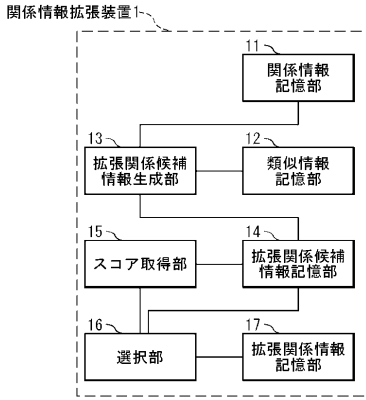 関係情報拡張装置1
11
関係情報
記憶部
13
拡張関係候補
情報生成部
12
類似情報
記憶部
15
スコア取得部
14
拡張関係候補
情報記憶部
16
選択部
17
拡張関係情報
記憶部